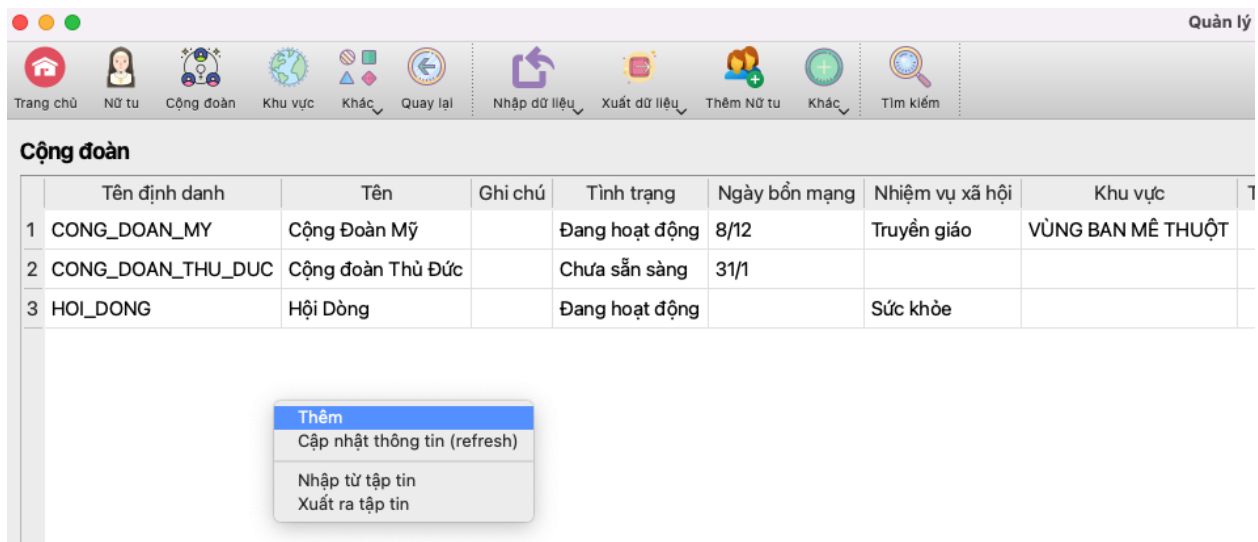 Quản lý
Trang chủ Nữ tu Cộng đoàn Khu vực Khác Quay lại Nhập dữ liệu Xuất dữ liệu Thêm Nữ tu Khác Tìm kiếm
Cộng đoàn
Tên định danh Tên Ghi chú Tình trạng Ngày bổn mạng Nhiệm vụ xã hội Khu vực T
1 CONG_DOAN_MY Cộng Đoàn Mỹ Đang hoạt động 8/12 Truyền giáo VÙNG BAN MÊ THUỘT
2 CONG_DOAN_THU_DUC Cộng đoàn Thủ Đức Chưa sẵn sàng 31/1
3 HOI_DONG Hội Dòng Đang hoạt động Sức khỏe
Thêm
Cập nhật thông tin (refresh)
Nhập từ tập tin
Xuất ra tập tin